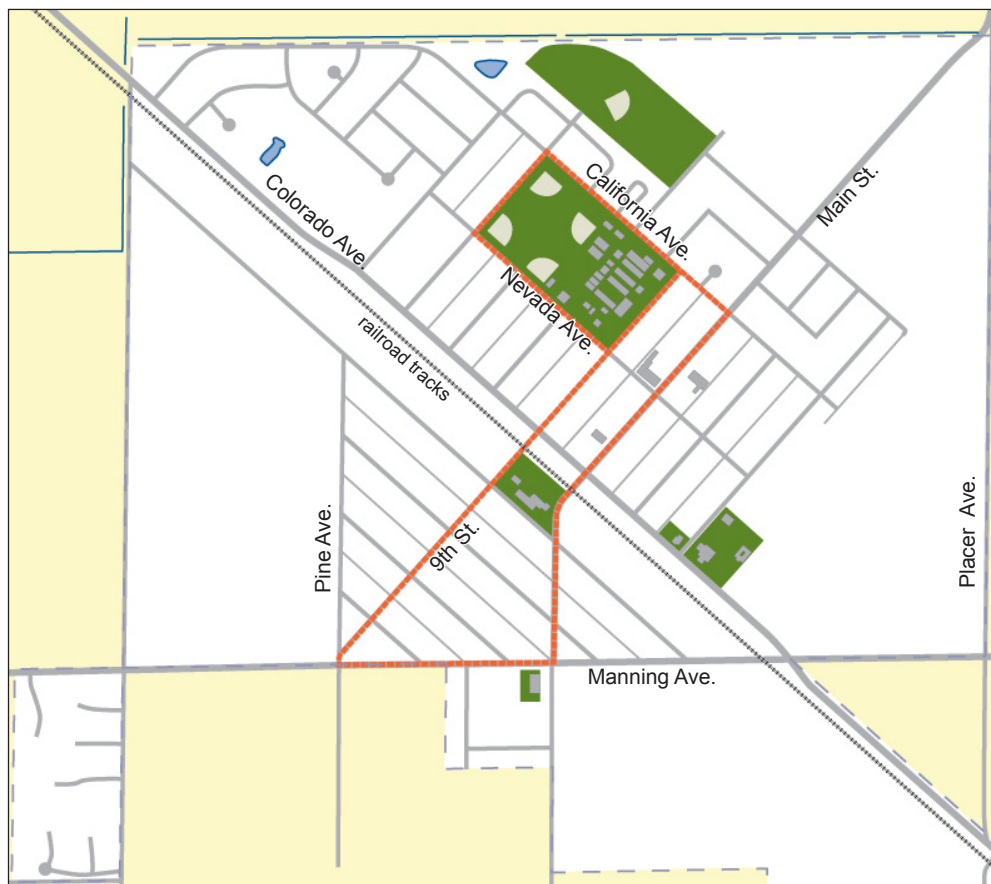 California Ave.
Main St.
Colorado Ave.
Nevada Ave.
railroad tracks
9th St.
Pine Ave.
Placer Ave.
Manning Ave.